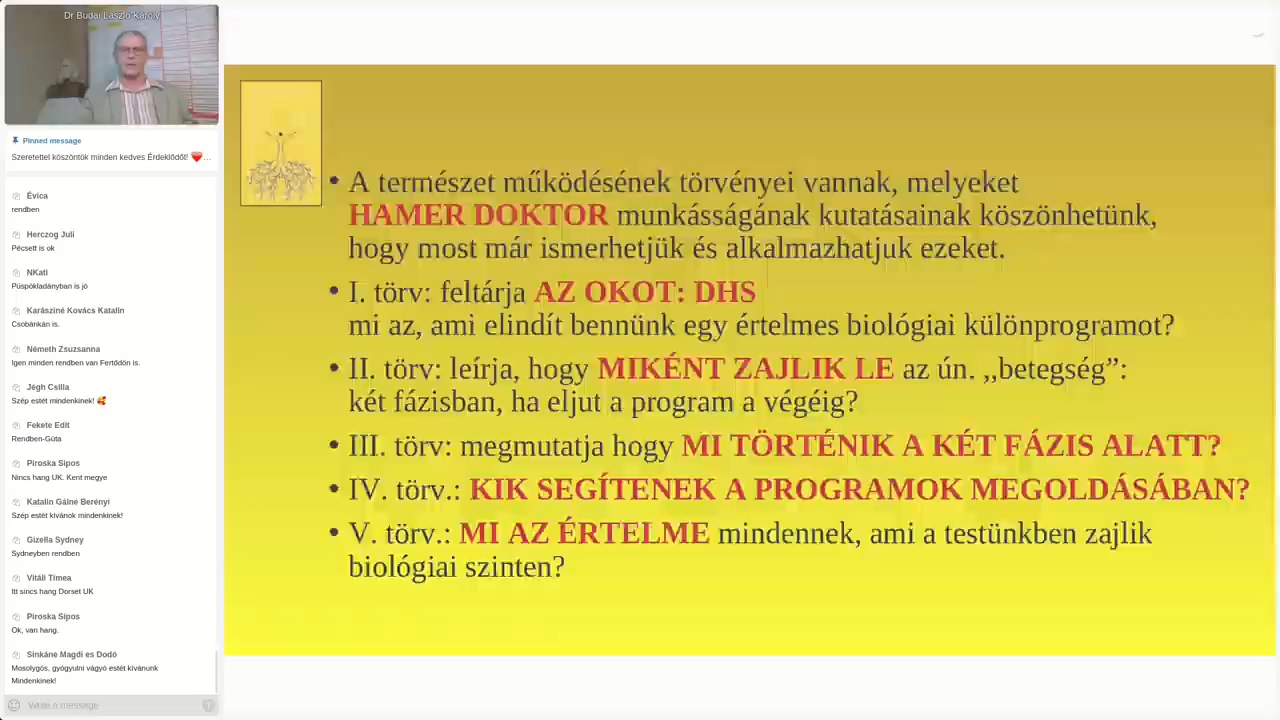 Dr Budai László Károly
Pinned message
Szeretettel köszöntök minden kedves Érdeklődőt! ❤️...
Évica
rendben
Herczog Juli
Pécsett is ok
NKati
Püspökladányban is jó
Karásziné Kovács Katalin
Csobánkán is.
Németh Zsuzsanna
Igen minden rendben van Fertődön is.
Jégh Csilla
Szép estét mindenkinek! 🥰
Fekete Edit
Rendben-Gúta
Piroska Sipos
Nincs hang UK. Kent megye
Katalin Gálné Berényi
Szép estét kívánok mindenkinek!
Gizella Sydney
Sydneyben rendben
Vitáli Tímea
Itt sincs hang Dorset UK
Piroska Sipos
Ok, van hang.
Sinkáné Magdi es Dodó
Mosolygós, gyógyulni vágyó estét kívánunk
Mindenkinek!
Write a message
• A természet működésének törvényei vannak, melyeket
HAMER DOKTOR munkásságának kutatásainak köszönhetünk,
hogy most már ismerhetjük és alkalmazhatjuk ezeket.
• I. törv: feltárja AZ OKOT: DHS
mi az, ami elindít bennünk egy értelmes biológiai különprogramot?
• II. törv: leírja, hogy MIKÉNT ZAJLIK LE az ún. „betegség”:
két fázisban, ha eljut a program a végéig?
• III. törv: megmutatja hogy MI TÖRTÉNIK A KÉT FÁZIS ALATT?
• IV. törv.: KIK SEGÍTENEK A PROGRAMOK MEGOLDÁSÁBAN?
• V. törv.: MI AZ ÉRTELME mindennek, ami a testünkben zajlik
biológiai szinten?